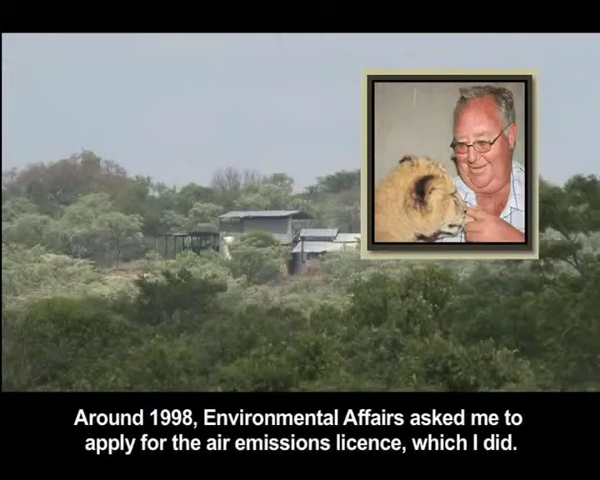 Around 1998, Environmental Affairs asked me to
apply for the air emissions licence, which I did.